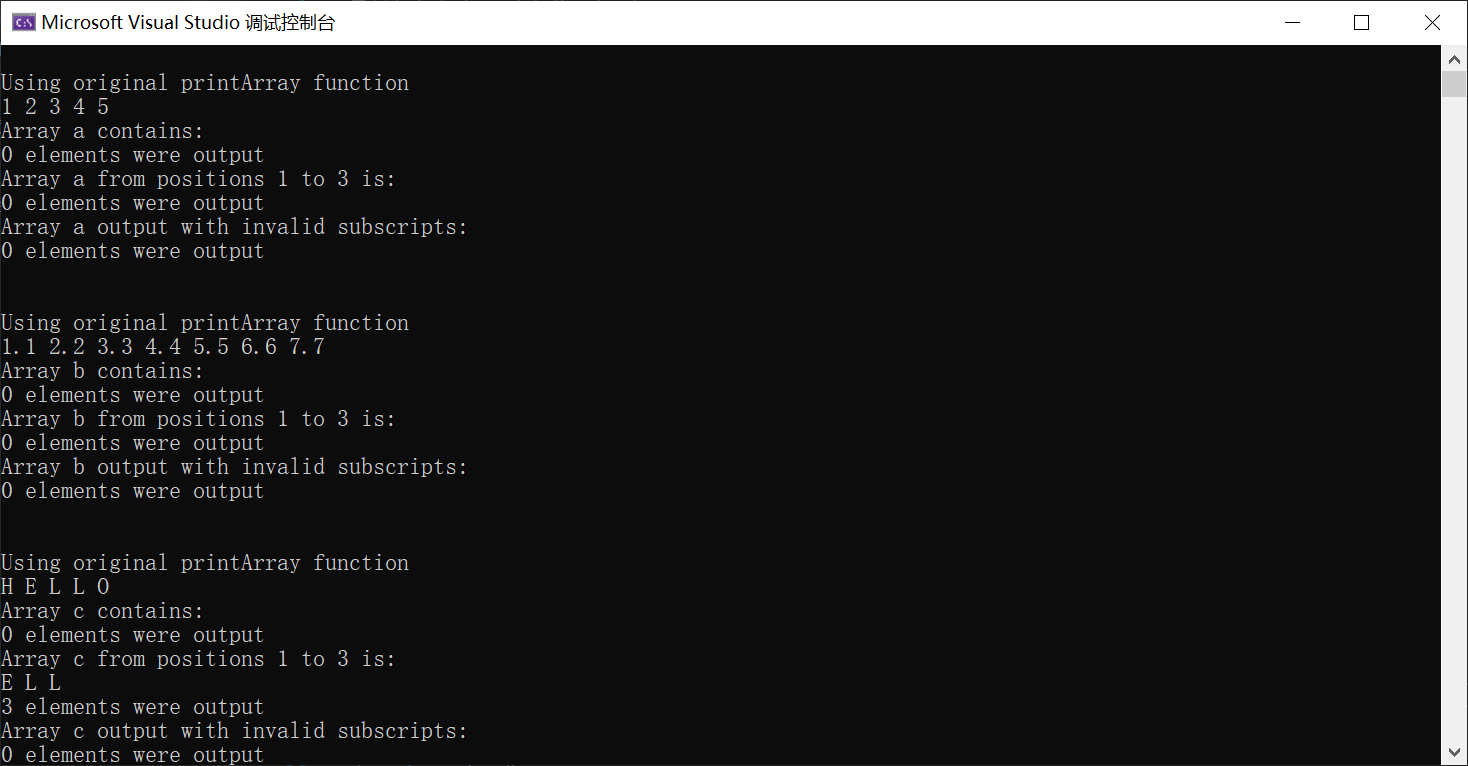 Microsoft Visual Studio 调试控制台
Using original printArray function
1 2 3 4 5
Array a contains:
0 elements were output
Array a from positions 1 to 3 is:
0 elements were output
Array a output with invalid subscripts:
0 elements were output
Using original printArray function
1.1 2.2 3.3 4.4 5.5 6.6 7.7
Array b contains:
0 elements were output
Array b from positions 1 to 3 is:
0 elements were output
Array b output with invalid subscripts:
0 elements were output
Using original printArray function
H E L L O
Array c contains:
0 elements were output
Array c from positions 1 to 3 is:
E L L
3 elements were output
Array c output with invalid subscripts:
0 elements were output